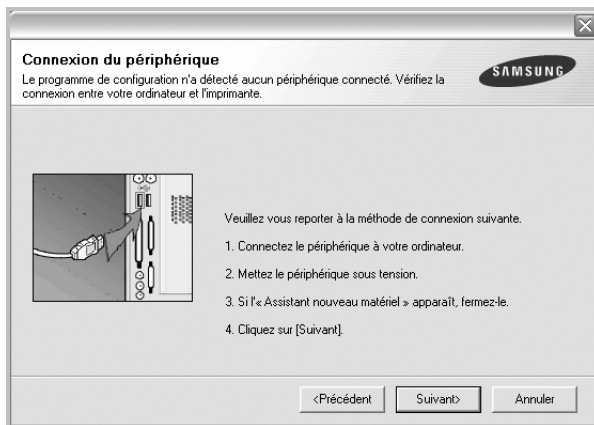 Connexion du périphérique
Le programme de configuration n'a détecté aucun périphérique connecté. Vérifiez la
connexion entre votre ordinateur et l'imprimante.
SAMSUNG
Veuillez vous reporter à la méthode de connexion suivante.
1. Connectez le périphérique à votre ordinateur.
2. Mettez le périphérique sous tension.
3. Si l'« Assistant nouveau matériel » apparaît, fermez-le.
4. Cliquez sur [Suivant].
<Précédent
Suivant>
Annuler